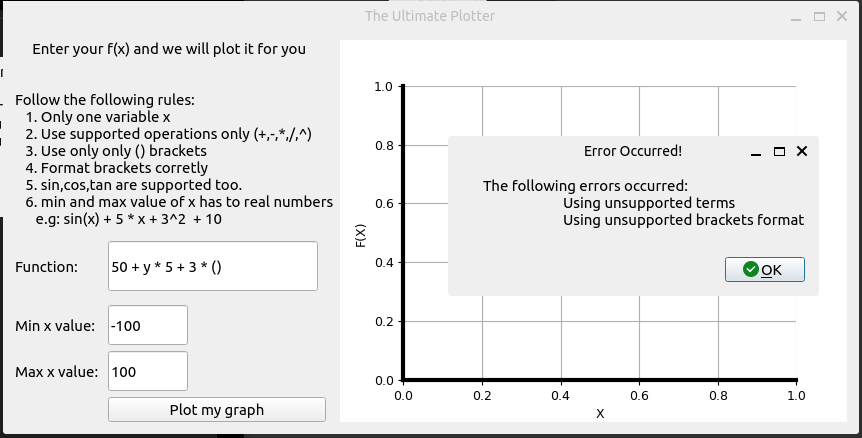 The Ultimate Plotter
Enter your f(x) and we will plot it for you
Follow the following rules:
1. Only one variable x
2. Use supported operations only (+,-,*,/,^)
3. Use only only () brackets
4. Format brackets corretly
5. sin,cos,tan are supported too.
6. min and max value of x has to real numbers
e.g: sin(x) + 5 * x + 3^2 + 10
Function:
50 + y * 5 + 3 * ()
Min x value:
-100
Max x value:
100
Plot my graph
1.0
0.8
0.6
0.4
0.2
0.0
F(X)
0.0 0.2 0.4 0.6 0.8 1.0
X
Error Occurred!
The following errors occurred:
Using unsupported terms
Using unsupported brackets format
OK